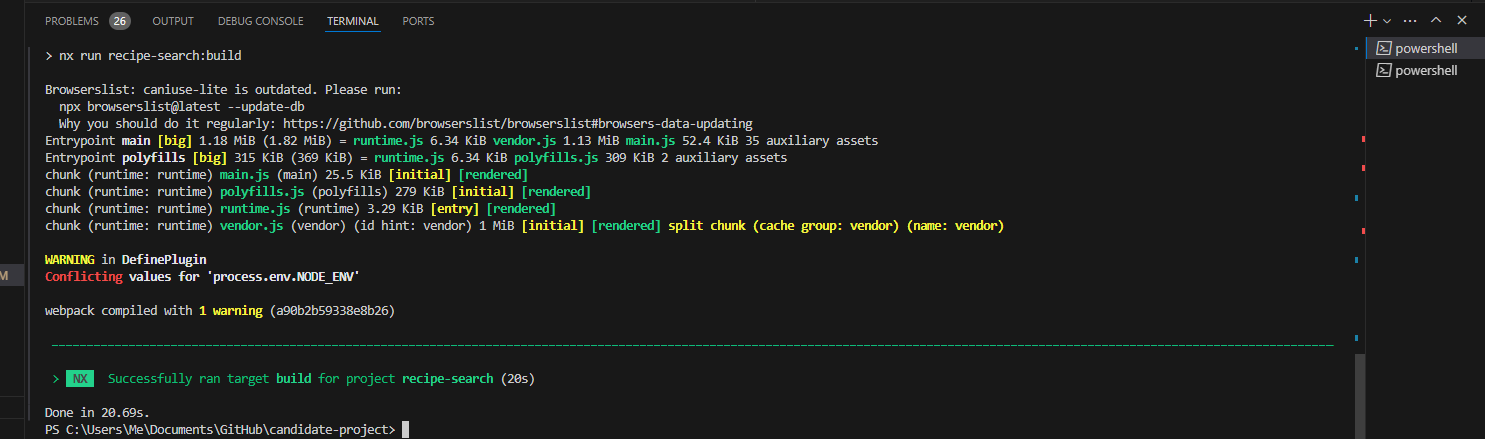 PROBLEMS 26 OUTPUT DEBUG CONSOLE TERMINAL PORTS
> nx run recipe-search:build
powershell
powershell
Browserslist: caniuse-lite is outdated. Please run:
npx browserslist@latest --update-db
Why you should do it regularly: https://github.com/browserslist/browserslist#browsers-data-updating
Entrypoint main [big] 1.18 MiB (1.82 MiB) = runtime.js 6.34 KiB vendor.js 1.13 MiB main.js 52.4 KiB 35 auxiliary assets
Entrypoint polyfills [big] 315 KiB (369 KiB) = runtime.js 6.34 KiB polyfills.js 309 KiB 2 auxiliary assets
chunk (runtime: runtime) main.js (main) 25.5 KiB [initial] [rendered]
chunk (runtime: runtime) polyfills.js (polyfills) 279 KiB [initial] [rendered]
chunk (runtime: runtime) runtime.js (runtime) 3.29 KiB [entry] [rendered]
chunk (runtime: runtime) vendor.js (vendor) (id hint: vendor) 1 MiB [initial] [rendered] split chunk (cache group: vendor) (name: vendor)
WARNING in DefinePlugin
M
Conflicting values for 'process.env.NODE_ENV'
webpack compiled with 1 warning (a90b2b59338e8b26)
> NX Successfully ran target build for project recipe-search (20s)
Done in 20.69s.
PS C:\Users\Me\Documents\GitHub\candidate-project>